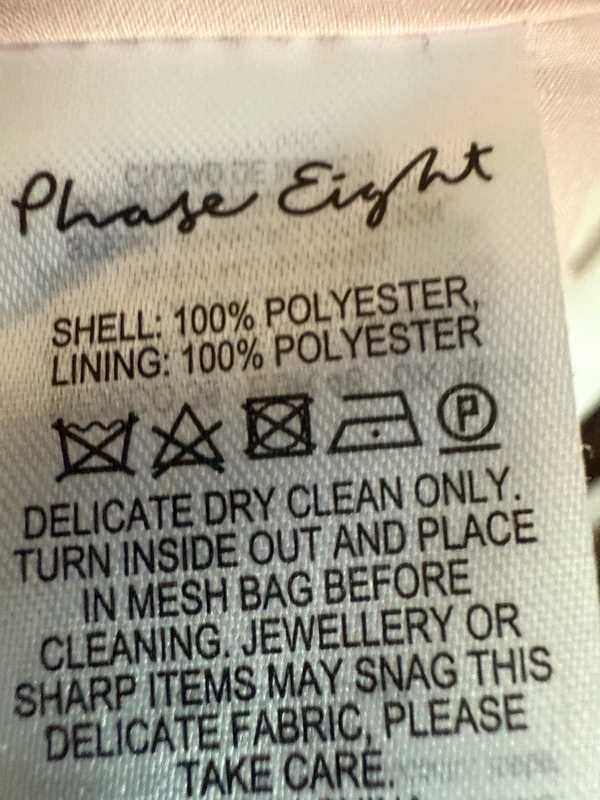 Phase Eight
SHELL: 100% POLYESTER,
LINING: 100% POLYESTER
P
DELICATE DRY CLEAN ONLY.
TURN INSIDE OUT AND PLACE
IN MESH BAG BEFORE
CLEANING. JEWELLERY OR
SHARP ITEMS MAY SNAG THIS
DELICATE FABRIC, PLEASE
TAKE CARE.